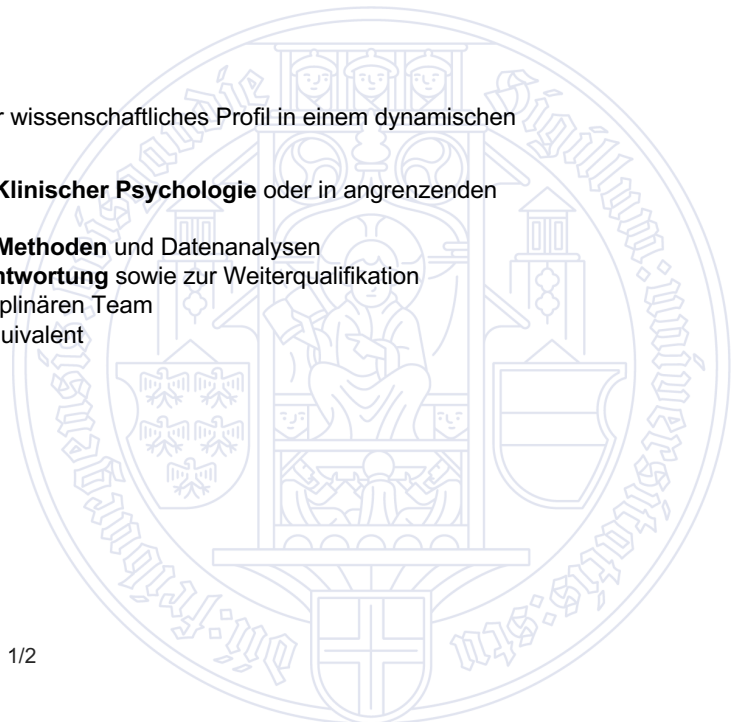 r wissenschaftliches Profil in einem dynamischen
Klinischer Psychologie oder in angrenzenden
Methoden und Datenanalysen
ntwortung sowie zur Weiterqualifikation
plinären Team
uivalent
1/2